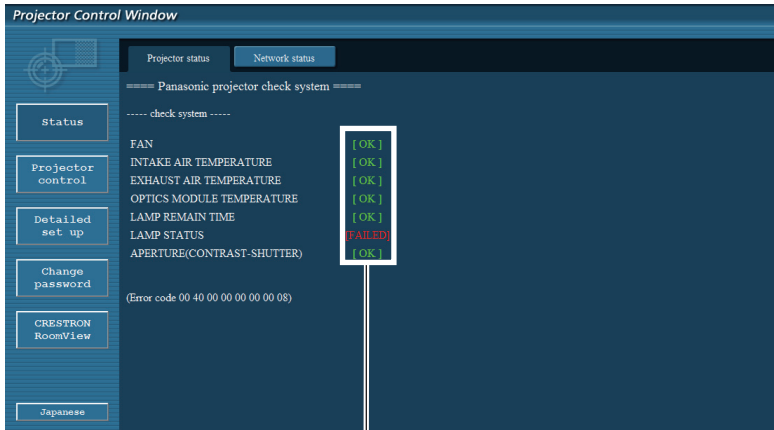 Projector Control Window
Projector status
Network status
==== Panasonic projector check system ====
----- check system -----
FAN [ OK ]
INTAKE AIR TEMPERATURE [ OK ]
EXHAUST AIR TEMPERATURE [ OK ]
OPTICS MODULE TEMPERATURE [ OK ]
LAMP REMAIN TIME [ OK ]
LAMP STATUS [FAILED]
APERTURE(CONTRAST-SHUTTER) [ OK ]
(Error code 00 40 00 00 00 00 00 08)
Status
Projector
control
Detailed
set up
Change
password
CRESTRON
RoomView
Japanese